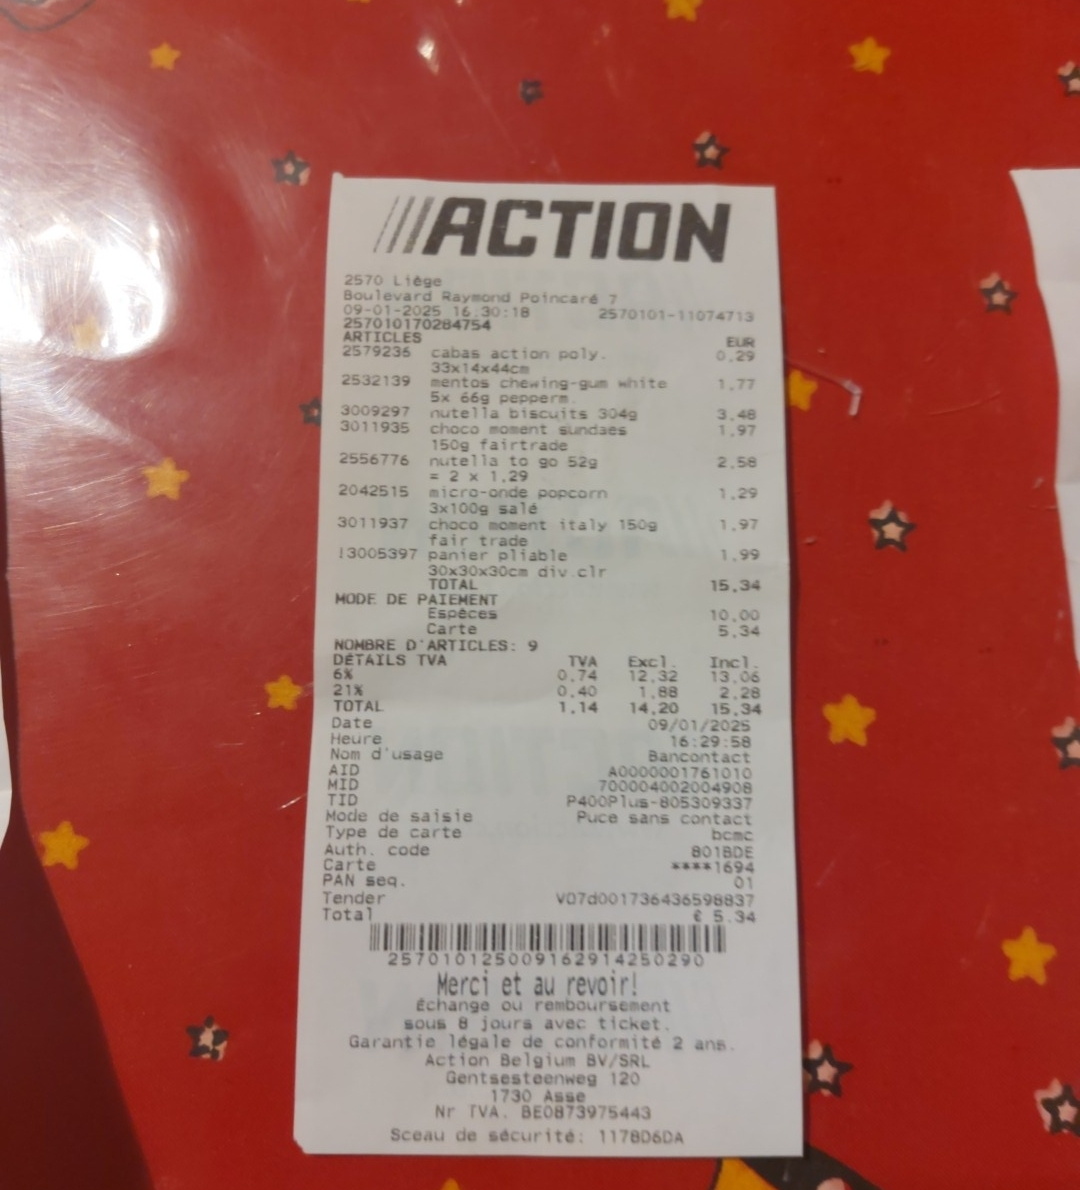 ACTION
2570 Liège
Boulevard Raymond Poincaré 7
09-01-2025 16:30:18 2570101-11074713
257010170284754
ARTICLES EUR
2579236 cabas action poly. 0,29
33x14x44cm
2532139 mentos chewing-gum white 1,77
5x 66g pepperm.
3009297 nutella biscuits 304g 3,48
3011935 choco moment sundaes 1,97
150g fairtrade
2556776 nutella to go 52g 2,58
= 2 x 1,29
2042515 micro-onde popcorn 1,29
3x100g salé
3011937 choco moment italy 150g 1,97
fair trade
!3005397 panier pliable 1,99
30x30x30cm div.clr
TOTAL 15,34
MODE DE PAIEMENT
Espèces 10,00
Carte 5,34
NOMBRE D'ARTICLES: 9
DÉTAILS TVA TVA Excl. Incl.
6% 0,74 12,32 13,06
21% 0,40 1,88 2,28
TOTAL 1,14 14,20 15,34
Date 09/01/2025
Heure 16:29:58
Nom d'usage Bancontact
AID A0000001761010
MID 700004002004908
TID P400Plus-805309337
Mode de saisie Puce sans contact
Type de carte bcmc
Auth. code 801BDE
Carte ****1694
PAN seq. 01
Tender V07d001736436598837
Total € 5.34
257010125009162914250290
Merci et au revoir!
Échange ou remboursement
sous 8 jours avec ticket.
Garantie légale de conformité 2 ans.
Action Belgium BV/SRL
Gentsesteenweg 120
1730 Asse
Nr TVA. BE0873975443
Sceau de sécurité: 1178D6DA